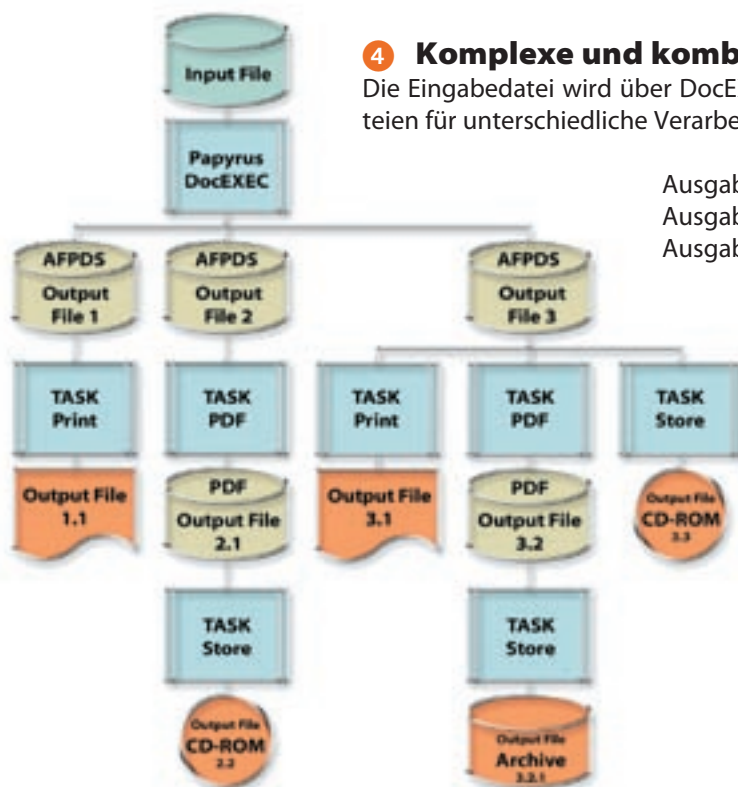 4 Komplexe und komb
Die Eingabedatei wird über DocE
teien für unterschiedliche Verarbe
Ausgab
Ausgab
Ausgab
Input File
Papyrus
DocEXEC
AFPDS
Output
File 1
AFPDS
Output
File 2
AFPDS
Output
File 3
TASK
Print
TASK
PDF
TASK
Print
TASK
PDF
TASK
Store
Output File
1.1
PDF
Output File
2.1
Output File
3.1
PDF
Output File
3.2
Output File
CD-ROM
3.3
TASK
Store
TASK
Store
Output File
CD-ROM
2.2
Output File
Archive
3.2.1